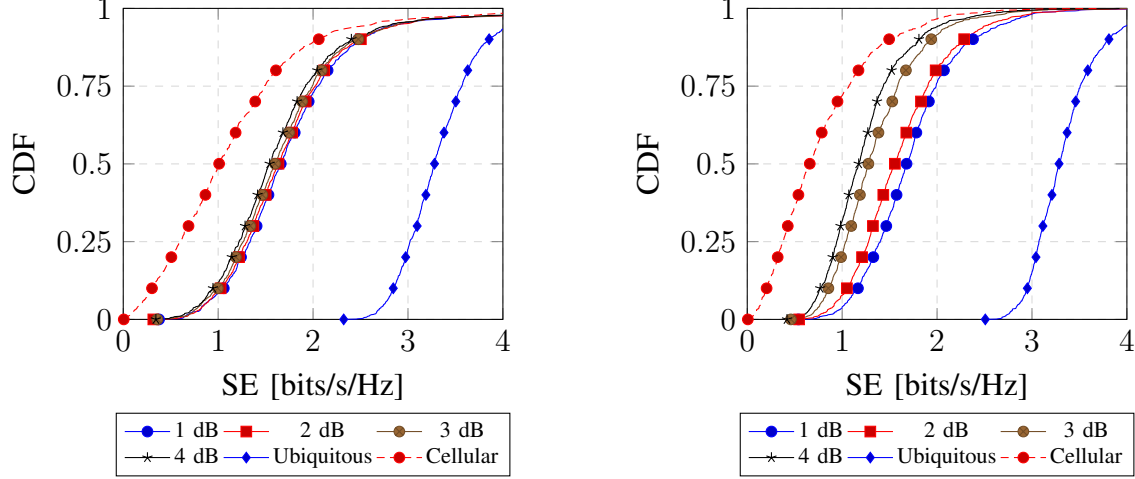 1
0.75
0.5
0.25
0
CDF
0 1 2 3 4
SE [bits/s/Hz]
1 dB 2 dB 3 dB
4 dB Ubiquitous Cellular
1
0.75
0.5
0.25
0
CDF
0 1 2 3 4
SE [bits/s/Hz]
1 dB 2 dB 3 dB
4 dB Ubiquitous Cellular